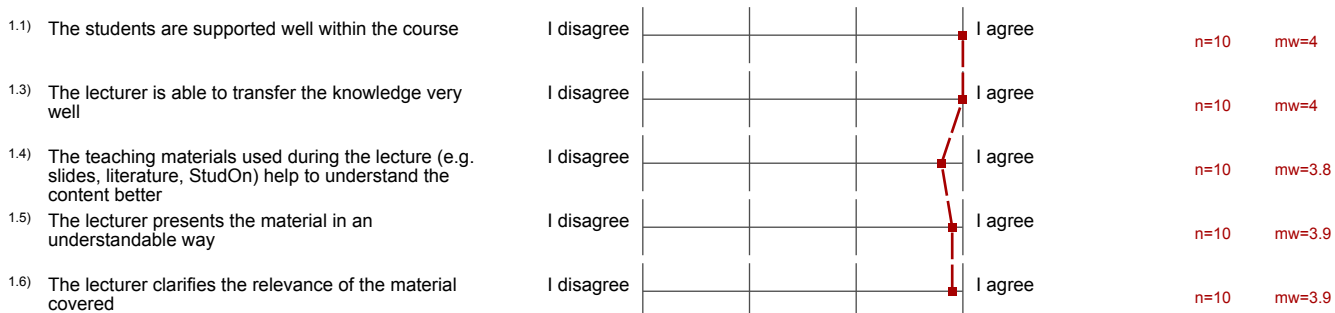 1.1) The students are supported well within the course I disagree I agree n=10 mw=4
1.3) The lecturer is able to transfer the knowledge very I disagree I agree n=10 mw=4
well
1.4) The teaching materials used during the lecture (e.g. I disagree I agree n=10 mw=3.8
slides, literature, StudOn) help to understand the
content better
1.5) The lecturer presents the material in an I disagree I agree n=10 mw=3.9
understandable way
1.6) The lecturer clarifies the relevance of the material I disagree I agree n=10 mw=3.9
covered